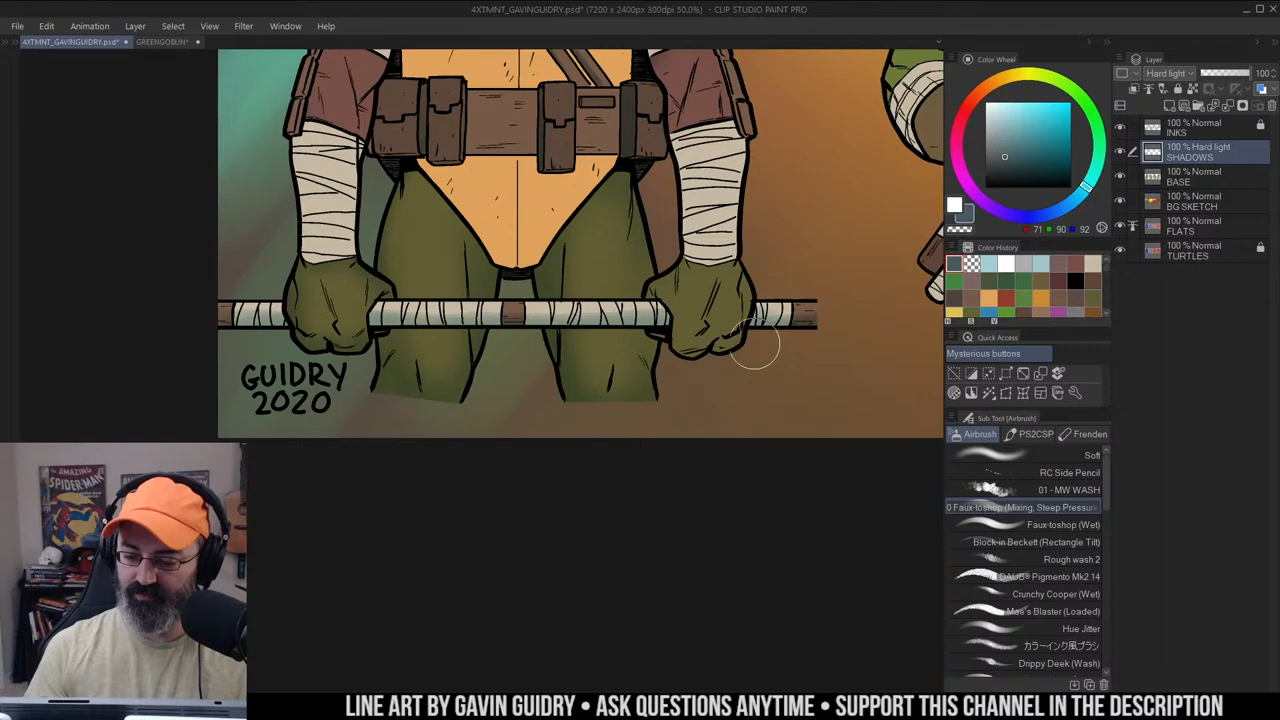 4XTMNT_GAVINGUIDRY.psd* (7200 x 2400px 300dpi 50.0%) - CLIP STUDIO PAINT PRO
File Edit Animation Layer Select View Filter Window Help
4XTMNT_GAVINGUIDRY.psd* GREENGOBLIN*
Color Wheel
71 90 92
Color History
H S V
Quick Access
Mysterious buttons
Sub Tool [Airbrush]
Airbrush PS2CSP Frenden
Soft
RC Side Pencil
01 - MW WASH
0 Faux-toshop (Mixing, Steep Pressure
Faux-toshop (Wet)
Block-in Beckett (Rectangle Tilt)
Rough wash 2
DAUB® Pigmento Mk2 14
Crunchy Cooper (Wet)
Mae's Blaster (Loaded)
Hue Jitter
カラーインク風ブラシ
Drippy Deek (Wash)
Layer
Hard light 100
100 % Normal
INKS
100 % Hard light
SHADOWS
100 % Normal
BASE
100 % Normal
BG SKETCH
100 % Normal
FLATS
100 % Normal
TURTLES
GUIDRY
2020
AMAZING
SPIDER-MAN
LINE ART BY GAVIN GUIDRY • ASK QUESTIONS ANYTIME • SUPPORT THIS CHANNEL IN THE DESCRIPTION